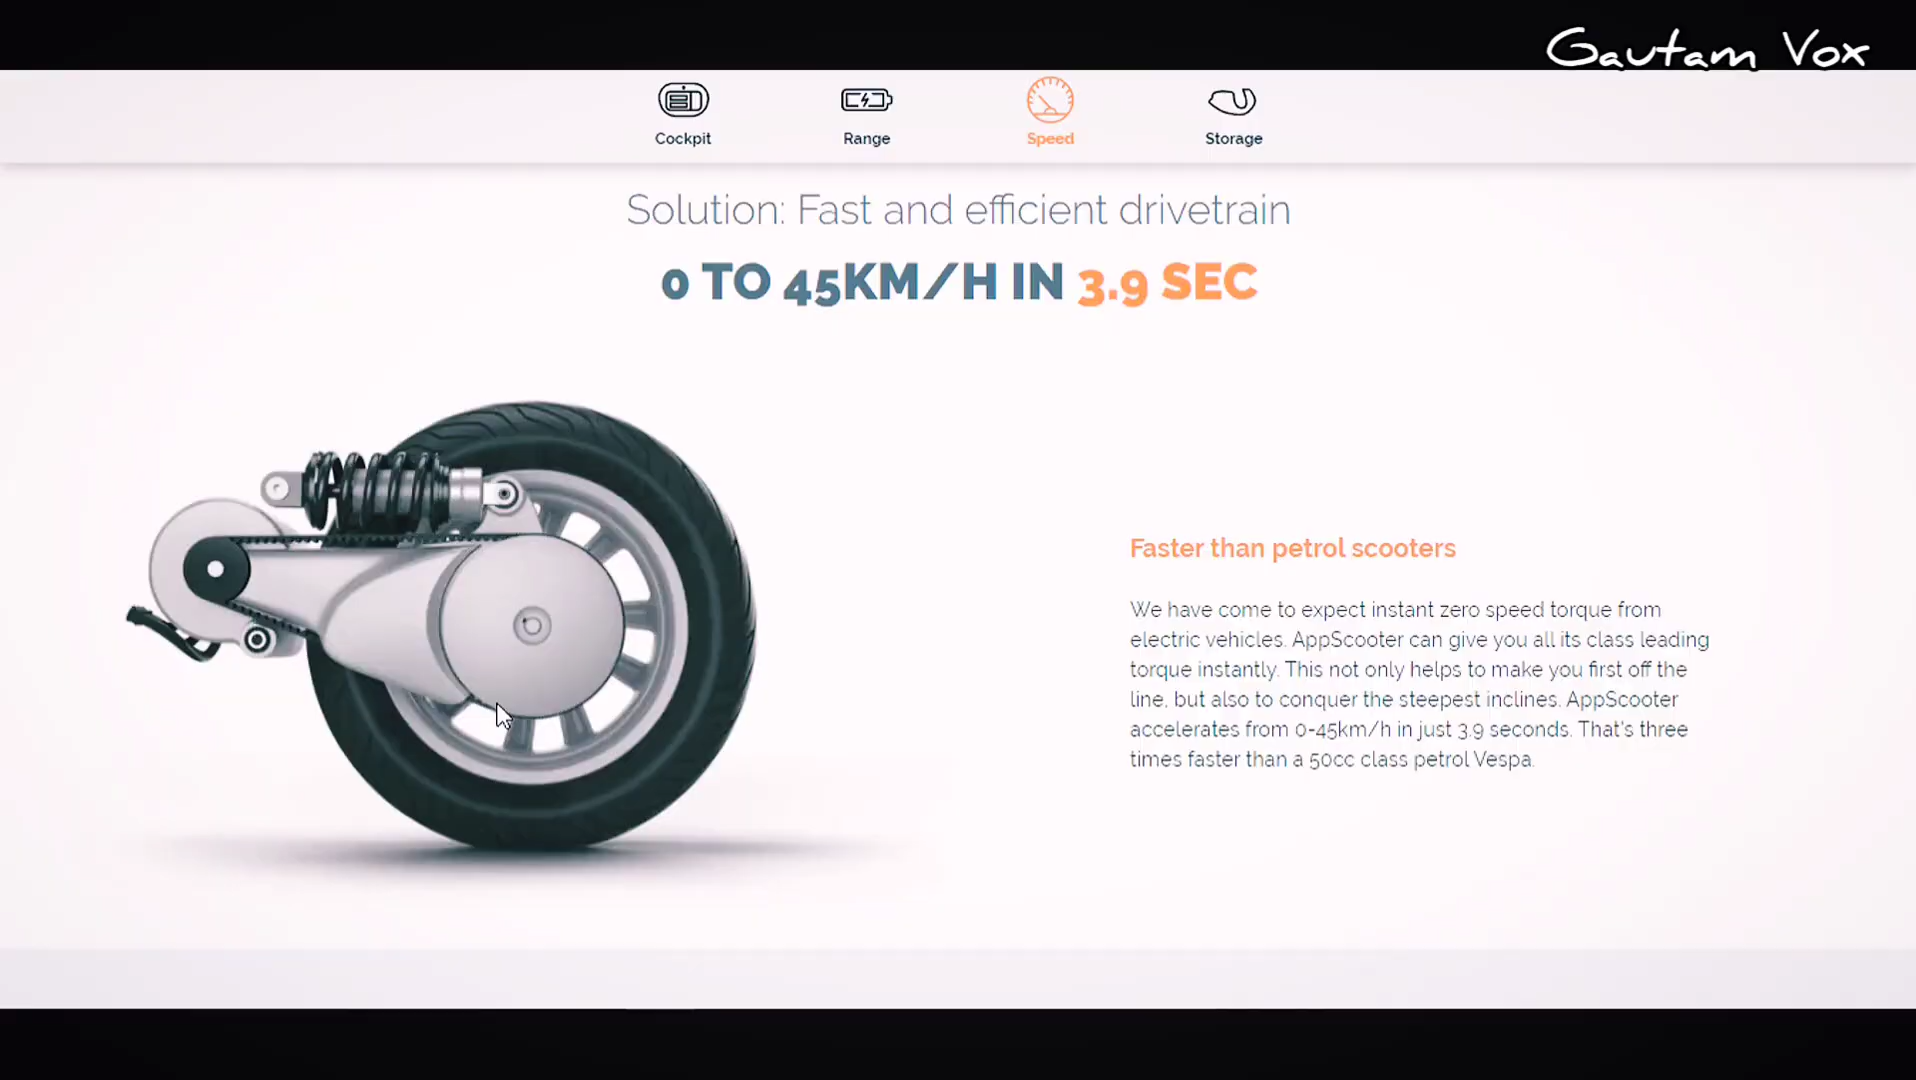 Gautam Vox
Cockpit
Range
Speed
Storage
Solution: Fast and efficient drivetrain
0 TO 45KM/H IN 3.9 SEC
Faster than petrol scooters
We have come to expect instant zero speed torque from
electric vehicles. AppScooter can give you all its class leading
torque instantly. This not only helps to make you first off the
line, but also to conquer the steepest inclines. AppScooter
accelerates from 0-45km/h in just 3.9 seconds. That's three
times faster than a 50cc class petrol Vespa.